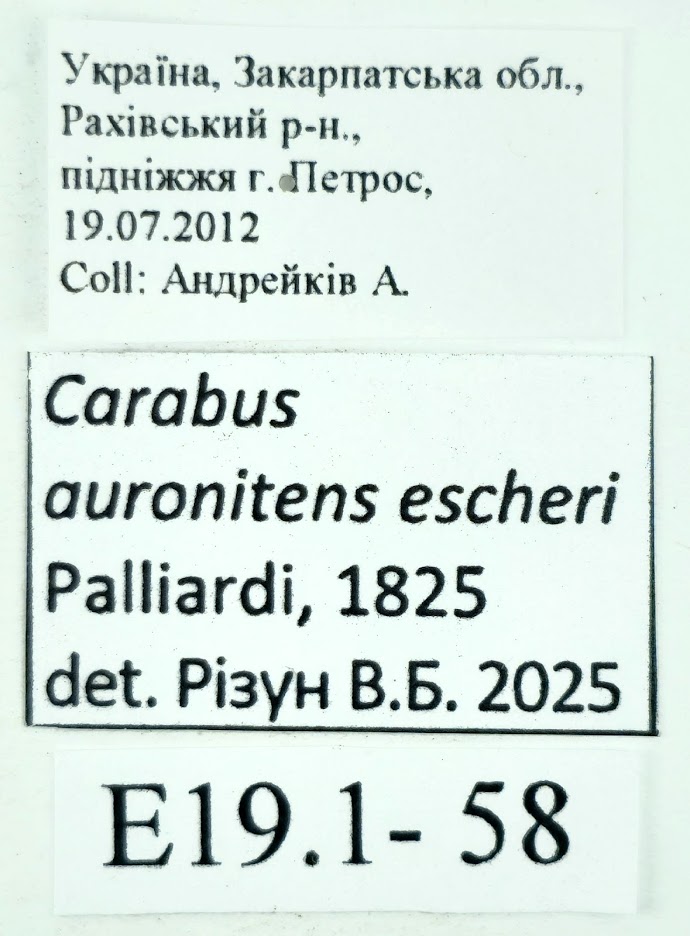 Україна, Закарпатська обл.,
Рахівський р-н.,
підніжжя г. Петрос,
19.07.2012
Coll: Андрейків А.
Carabus
auronitens escheri
Palliardi, 1825
det. Різун В.Б. 2025
E19.1- 58